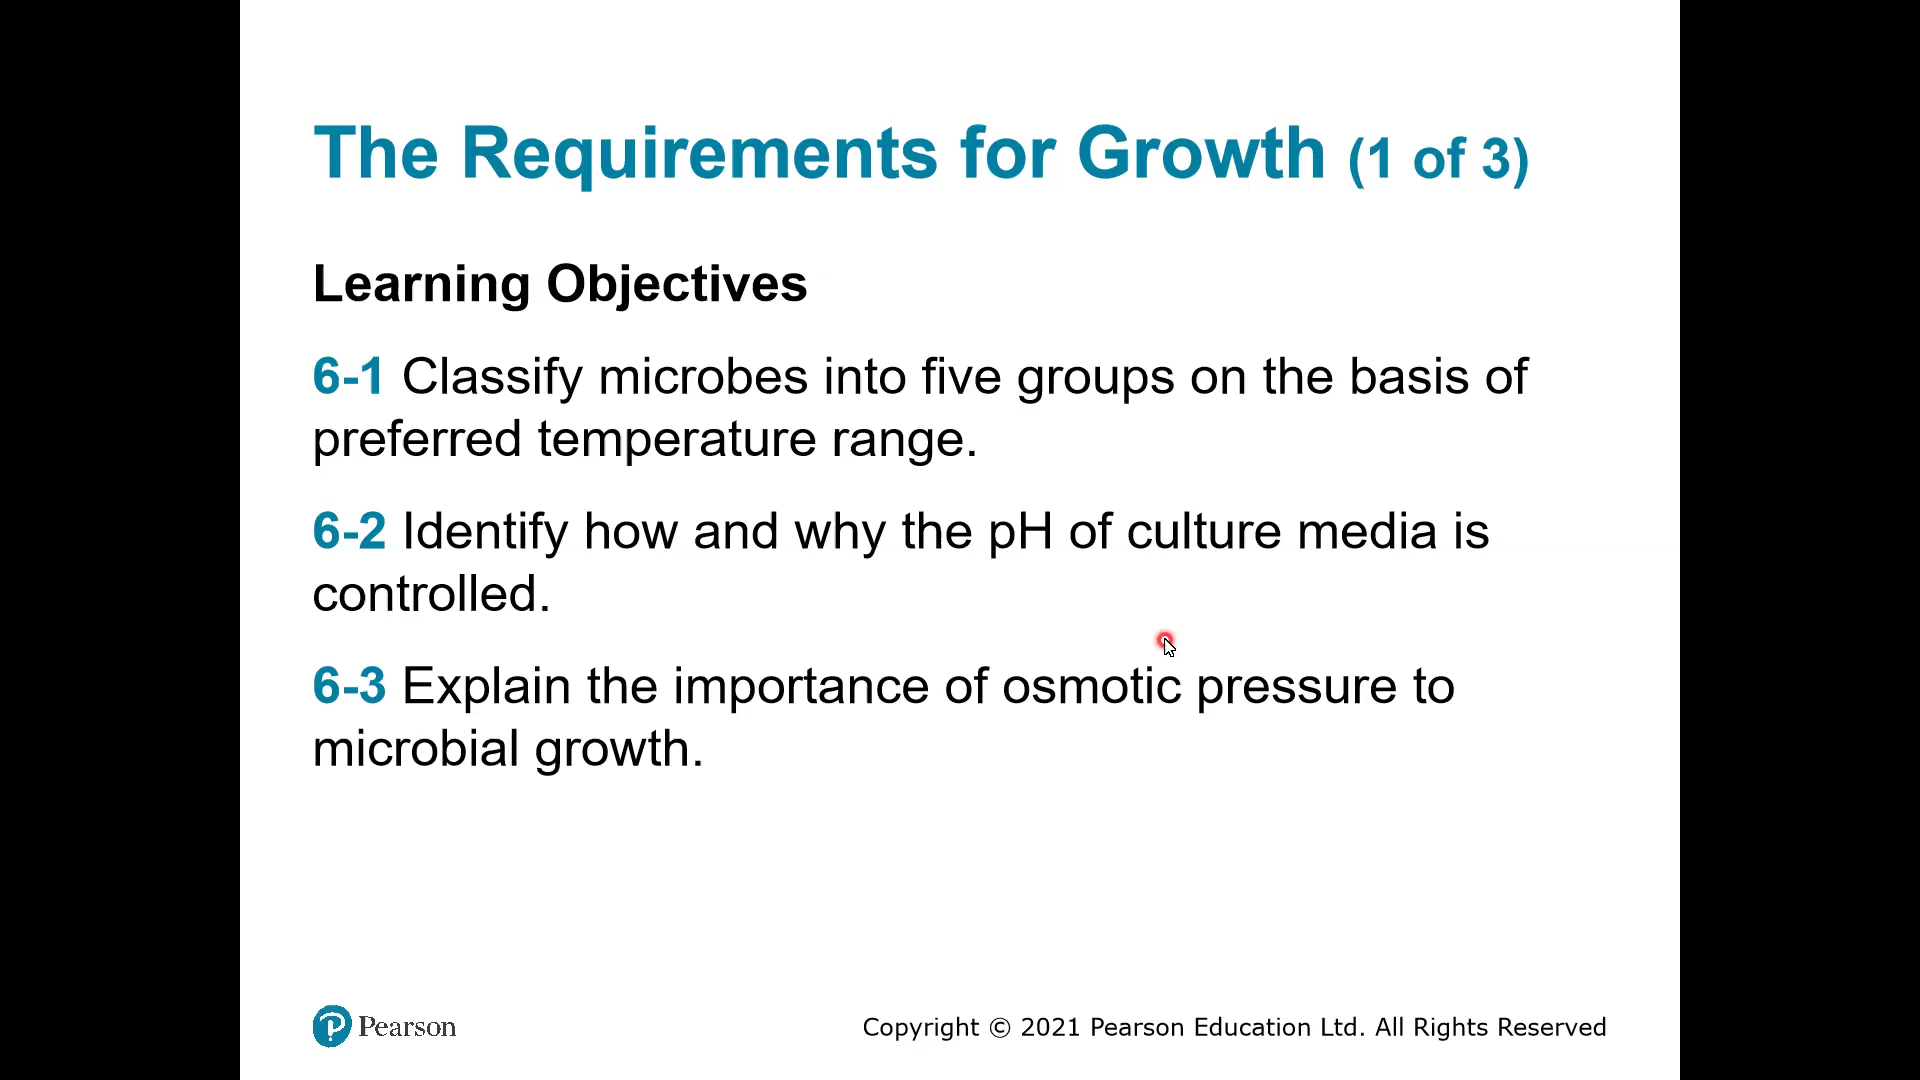 The Requirements for Growth (1 of 3)
Learning Objectives
6-1 Classify microbes into five groups on the basis of
preferred temperature range.
6-2 Identify how and why the pH of culture media is
controlled.
6-3 Explain the importance of osmotic pressure to
microbial growth.
Pearson
Copyright © 2021 Pearson Education Ltd. All Rights Reserved